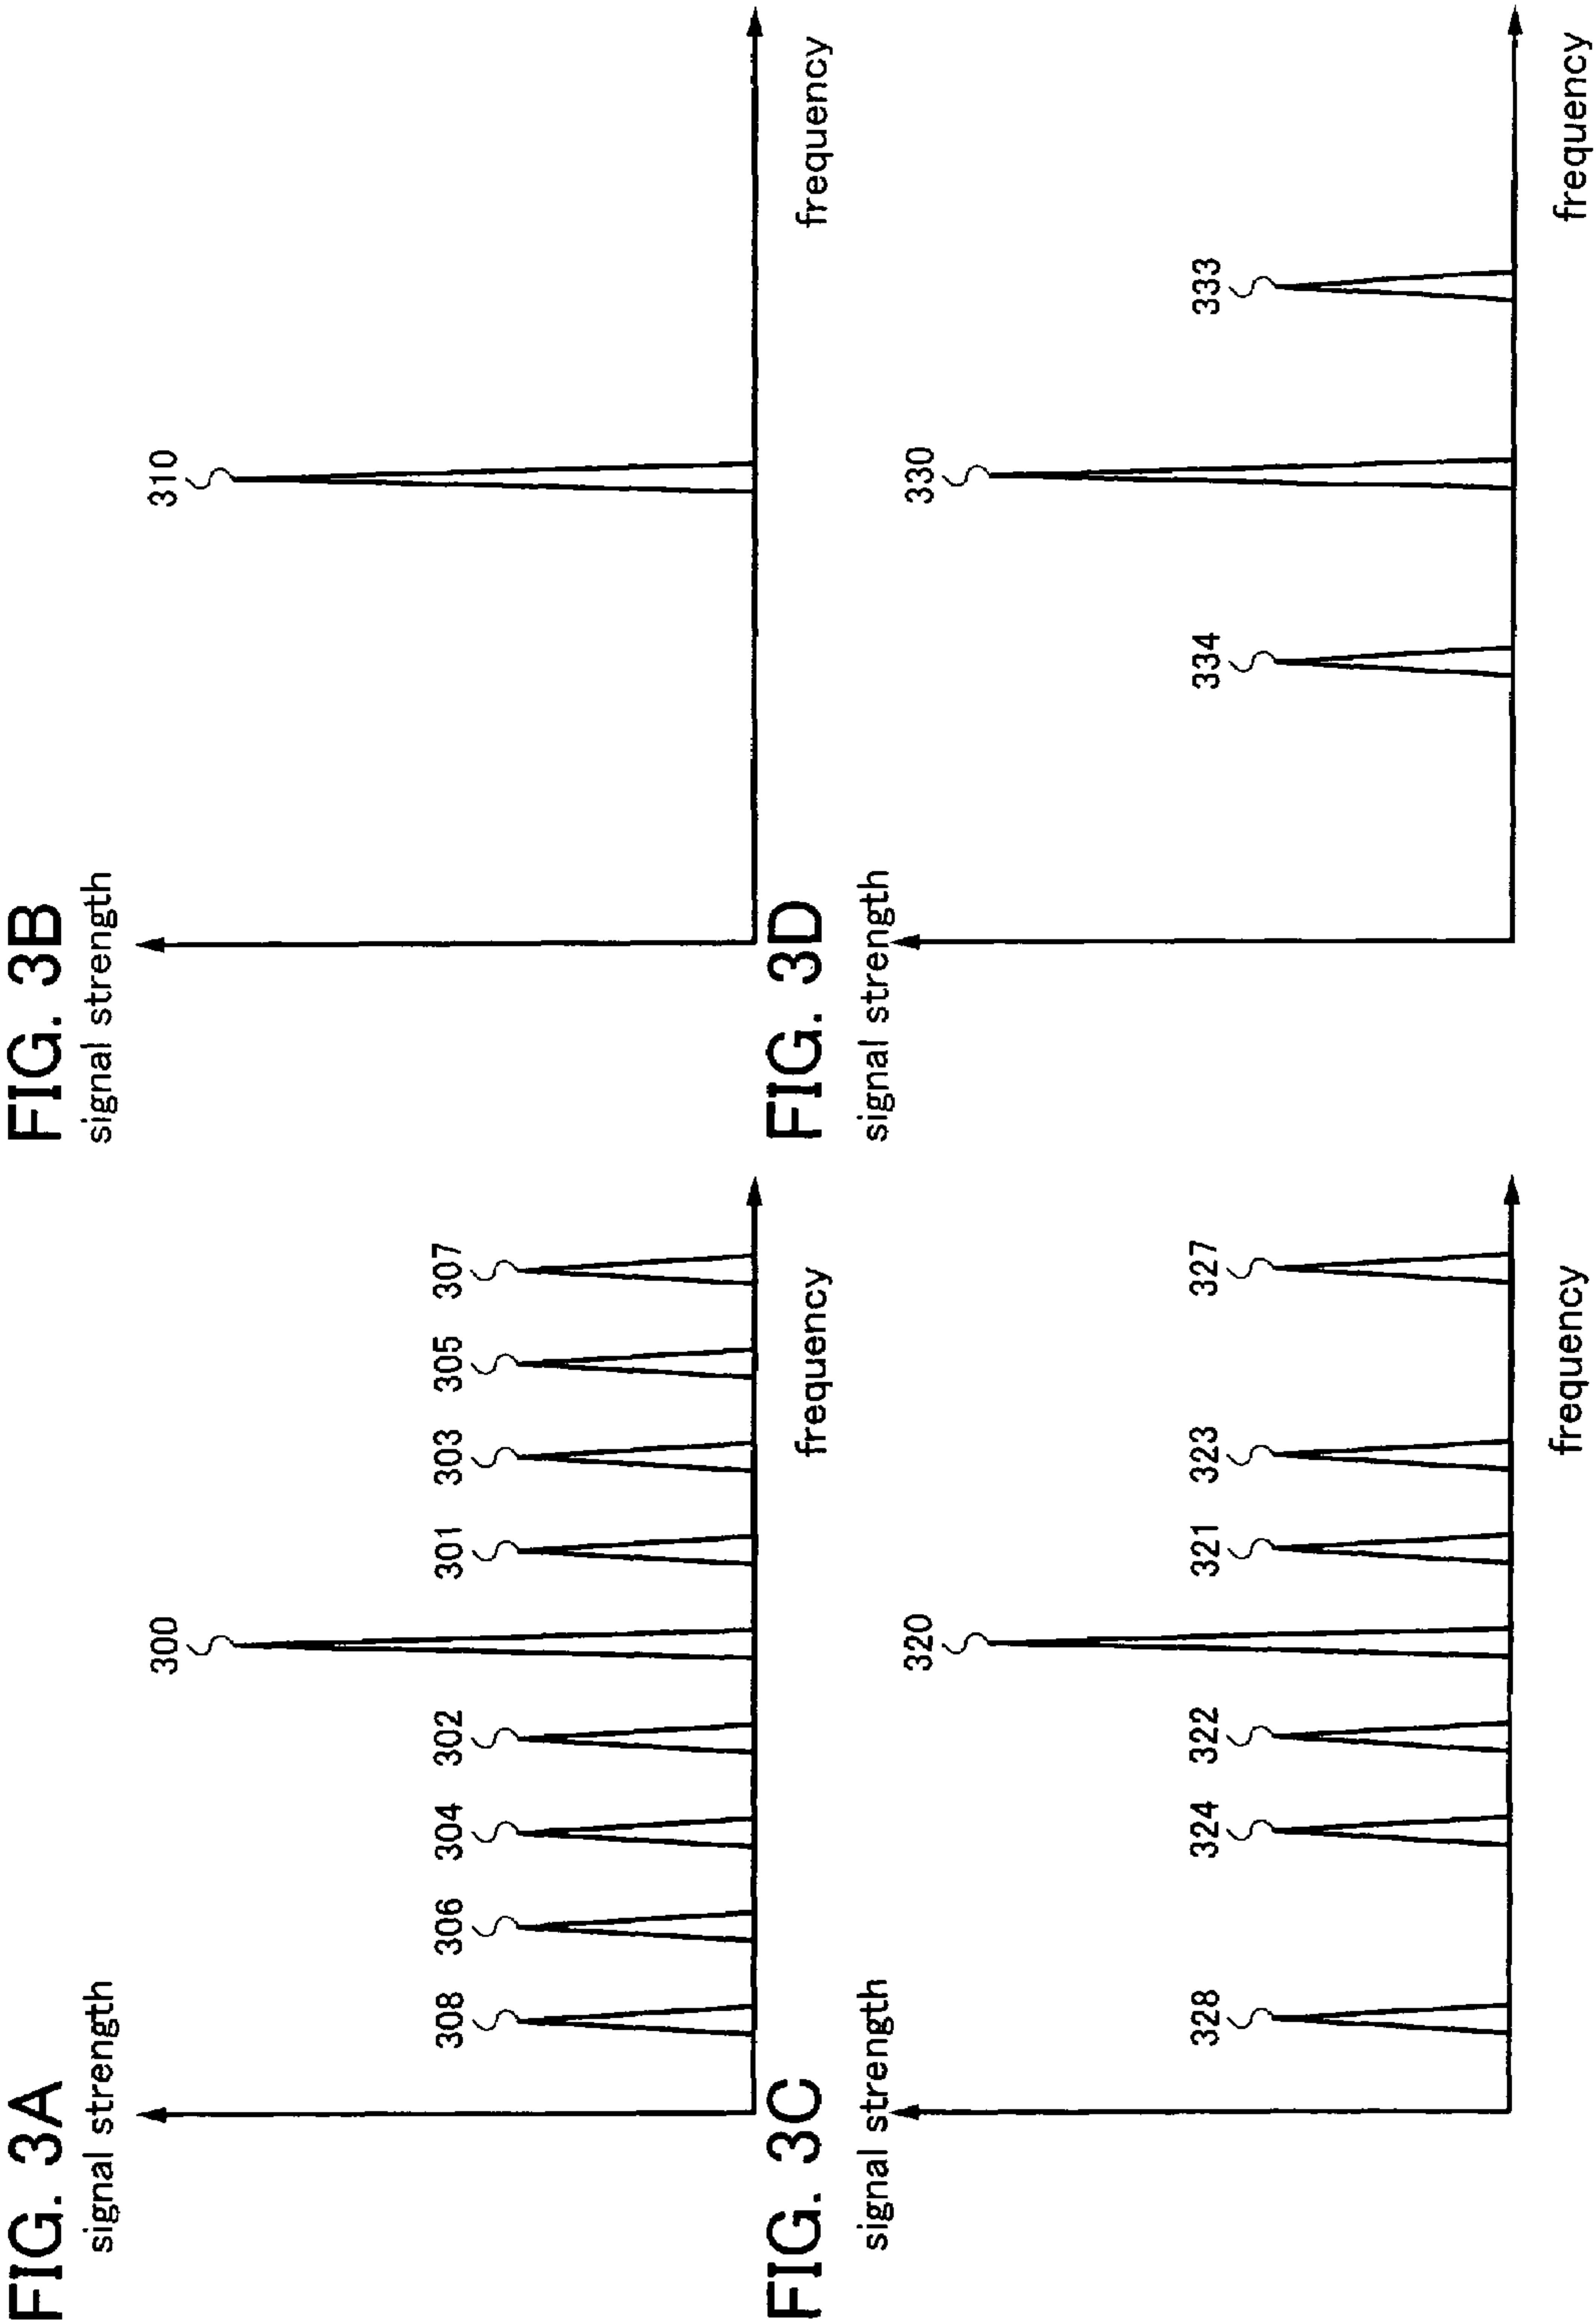 FIG. 3A
signal strength
300
308
306
304
302
301
303
305
307
frequency
FIG. 3B
signal strength
310
frequency
FIG. 3C
signal strength
320
328
324
322
321
323
327
frequency
FIG. 3D
signal strength
330
334
333
frequency